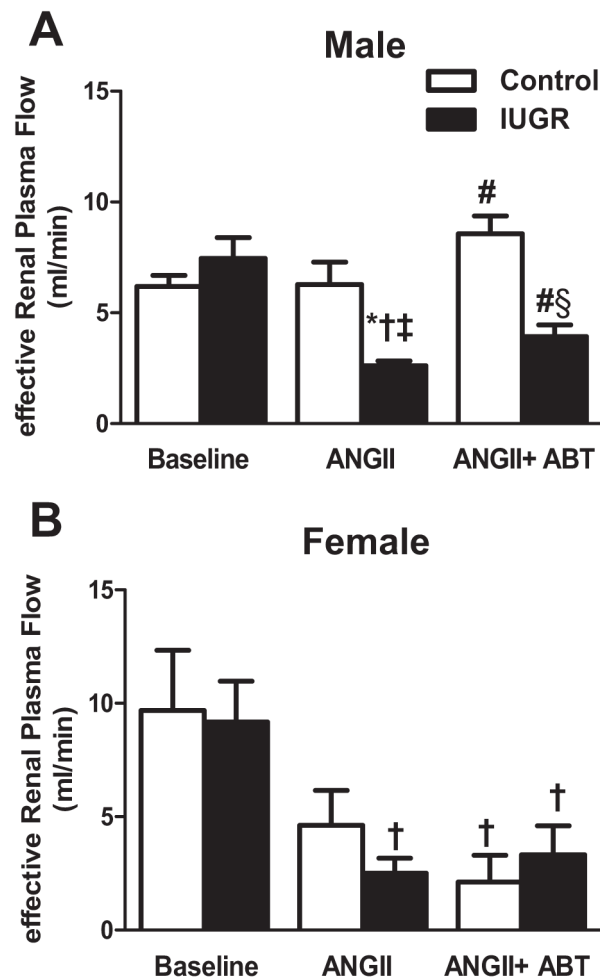 A
Male
Control
IUGR
effective Renal Plasma Flow
(ml/min)
15
10
5
0
#
*†‡
#§
Baseline
ANGII
ANGII+ ABT
B
Female
effective Renal Plasma Flow
(ml/min)
15
10
5
0
†
†
†
Baseline
ANGII
ANGII+ ABT